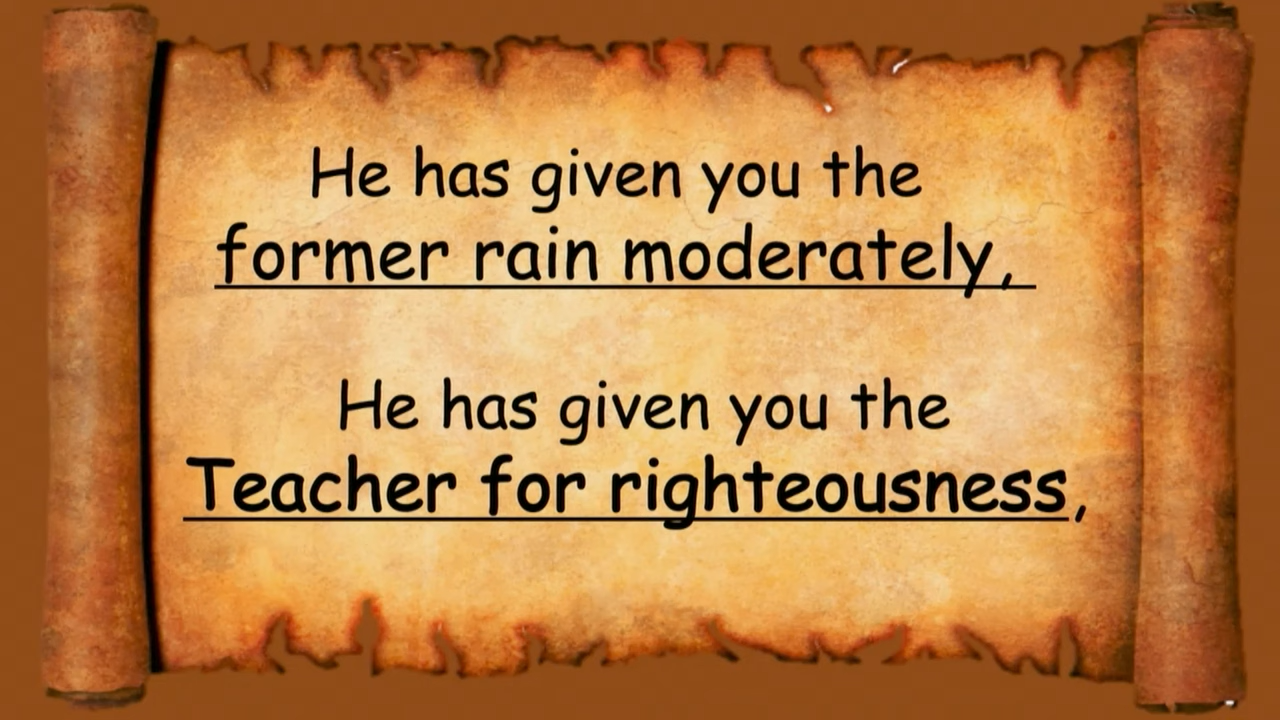 He has given you the
former rain moderately,
He has given you the
Teacher for righteousness,